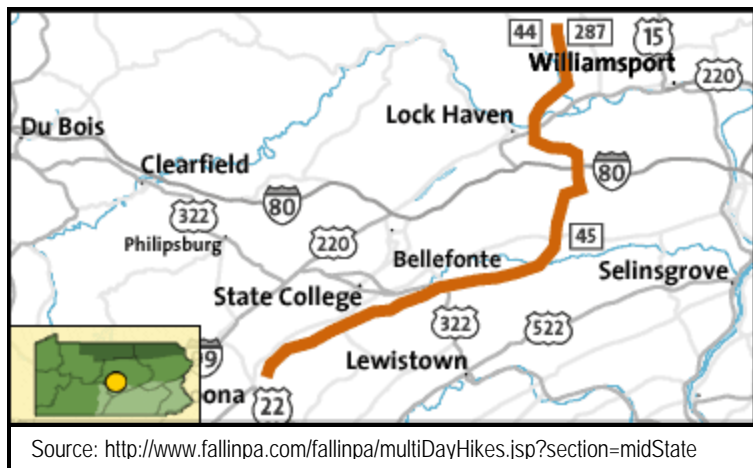 44 287 15
Williamsport
220
Lock Haven
Du Bois
Clearfield
80
80
322
Philipsburg
220
45
Bellefonte
Selinsgrove
State College
322
522
Lewistown
9
ona
22
Source: http://www.fallinpa.com/fallinpa/multiDayHikes.jsp?section=midState